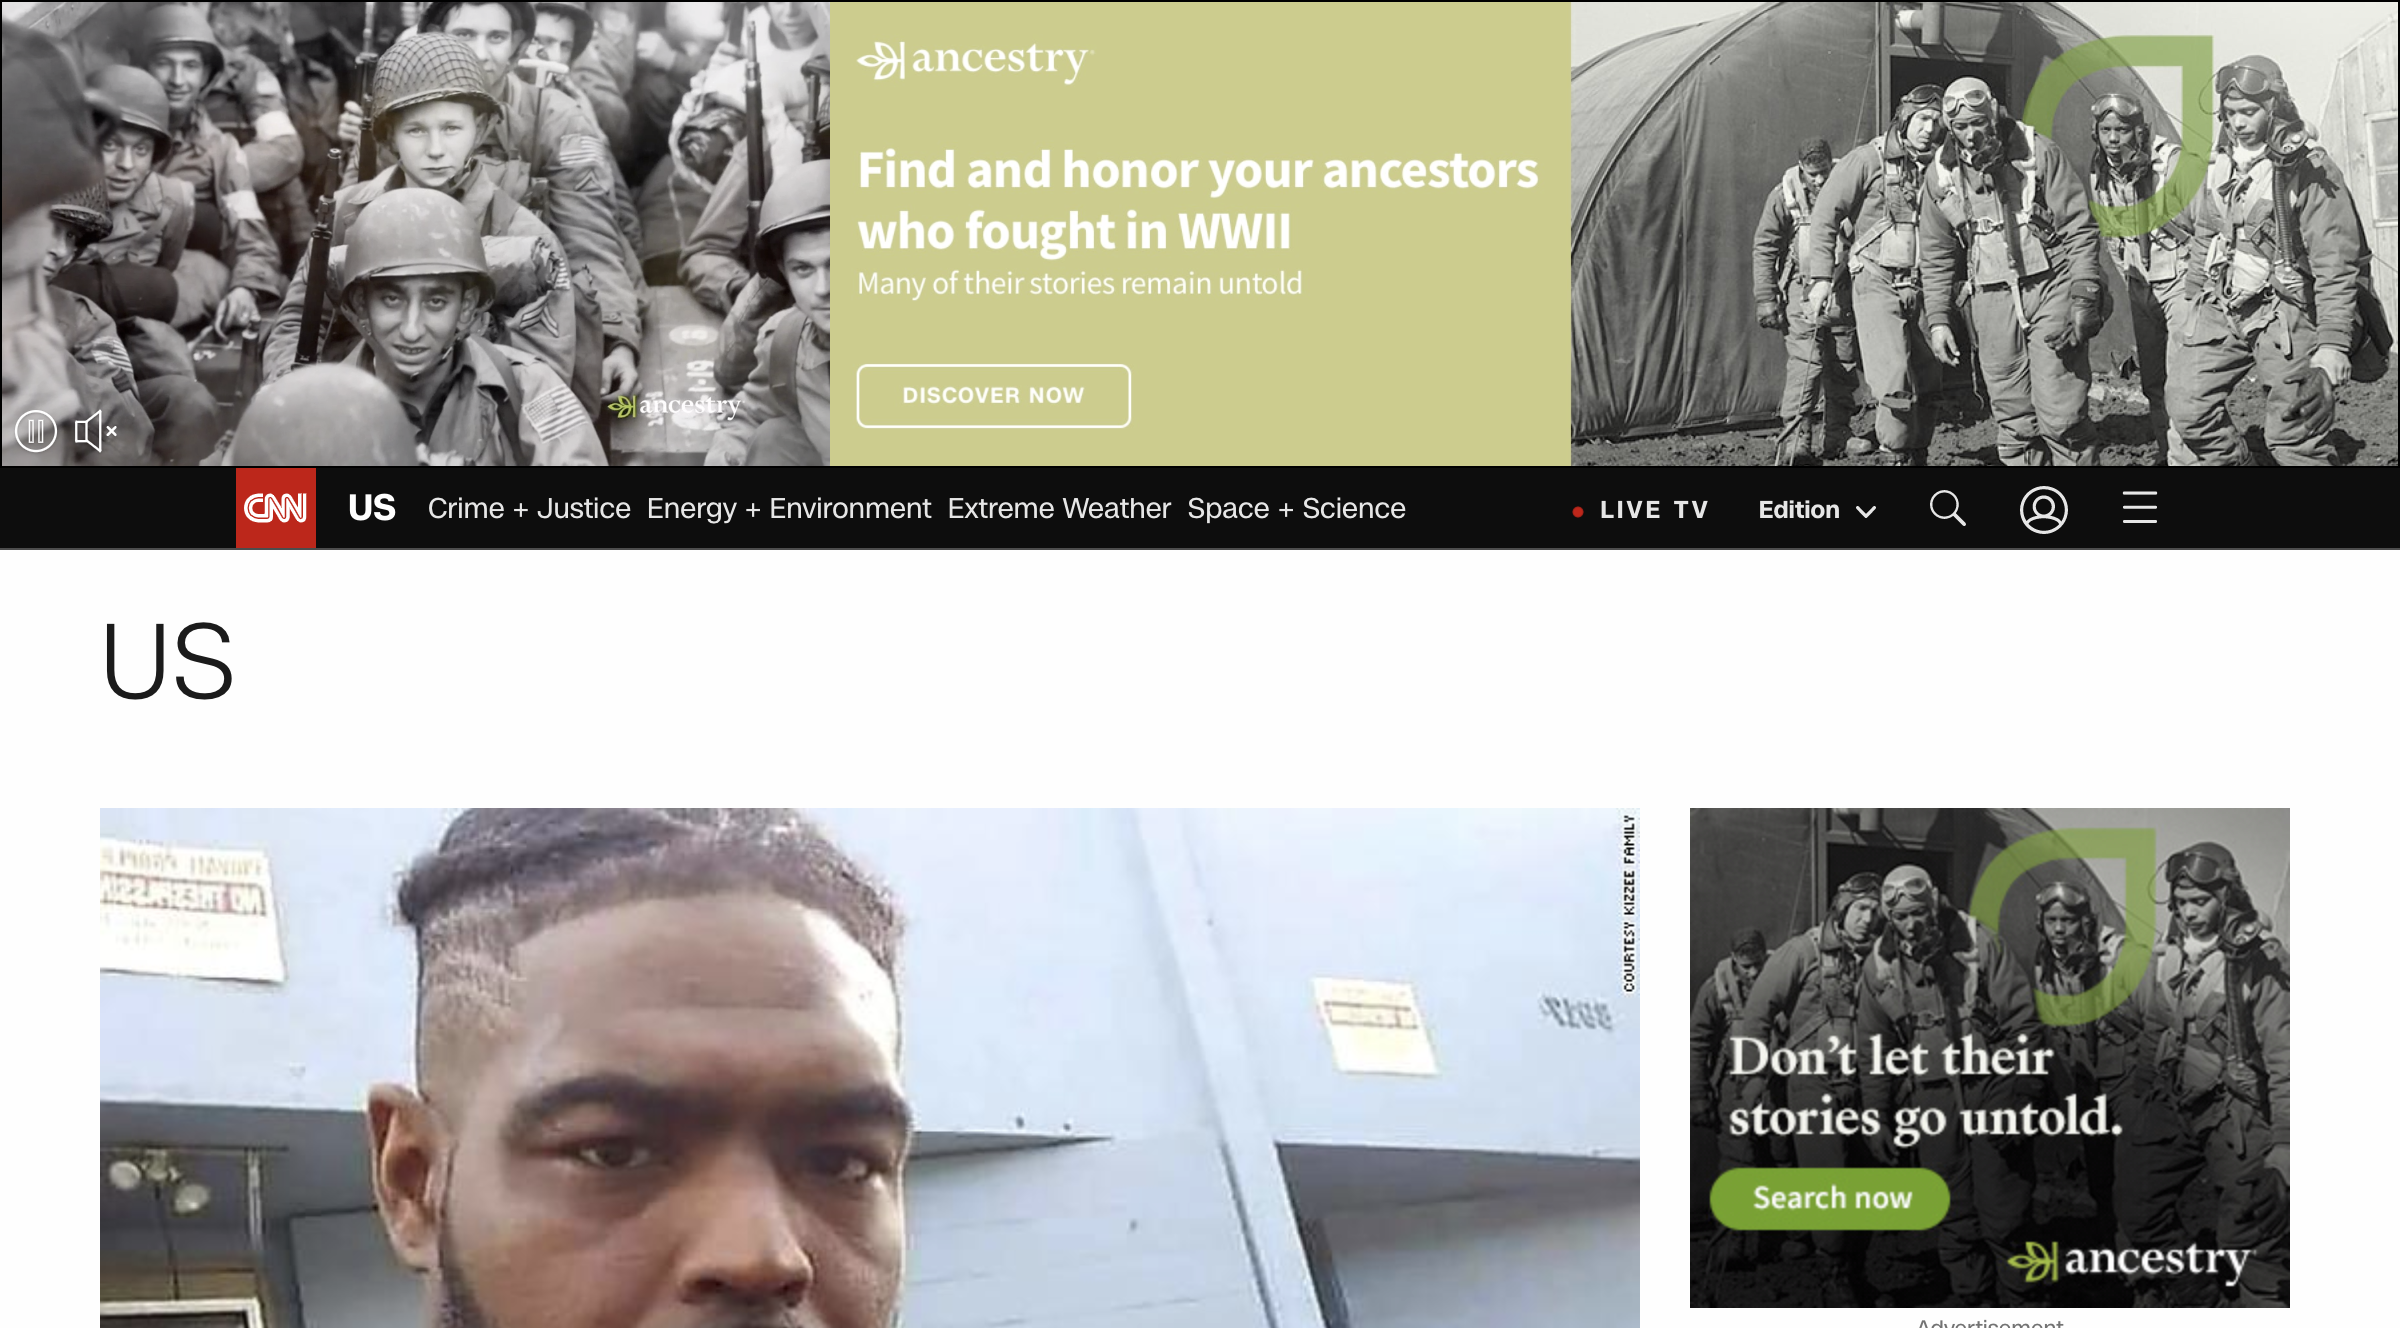 ancestry
Find and honor your ancestors
who fought in WWII
Many of their stories remain untold
DISCOVER NOW
ancestry
CNN US Crime + Justice Energy + Environment Extreme Weather Space + Science LIVE TV Edition
US
COURTESY KIZZEE FAMILY
Don't let their
stories go untold.
Search now
ancestry
Advertisement